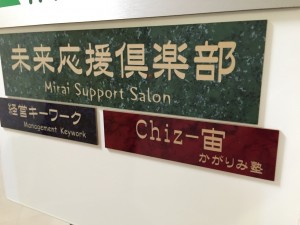 未来応援倶楽部
Mirai Support Salon
経営キーワーク
Management Keywork
Chiz-宙
かがりみ塾